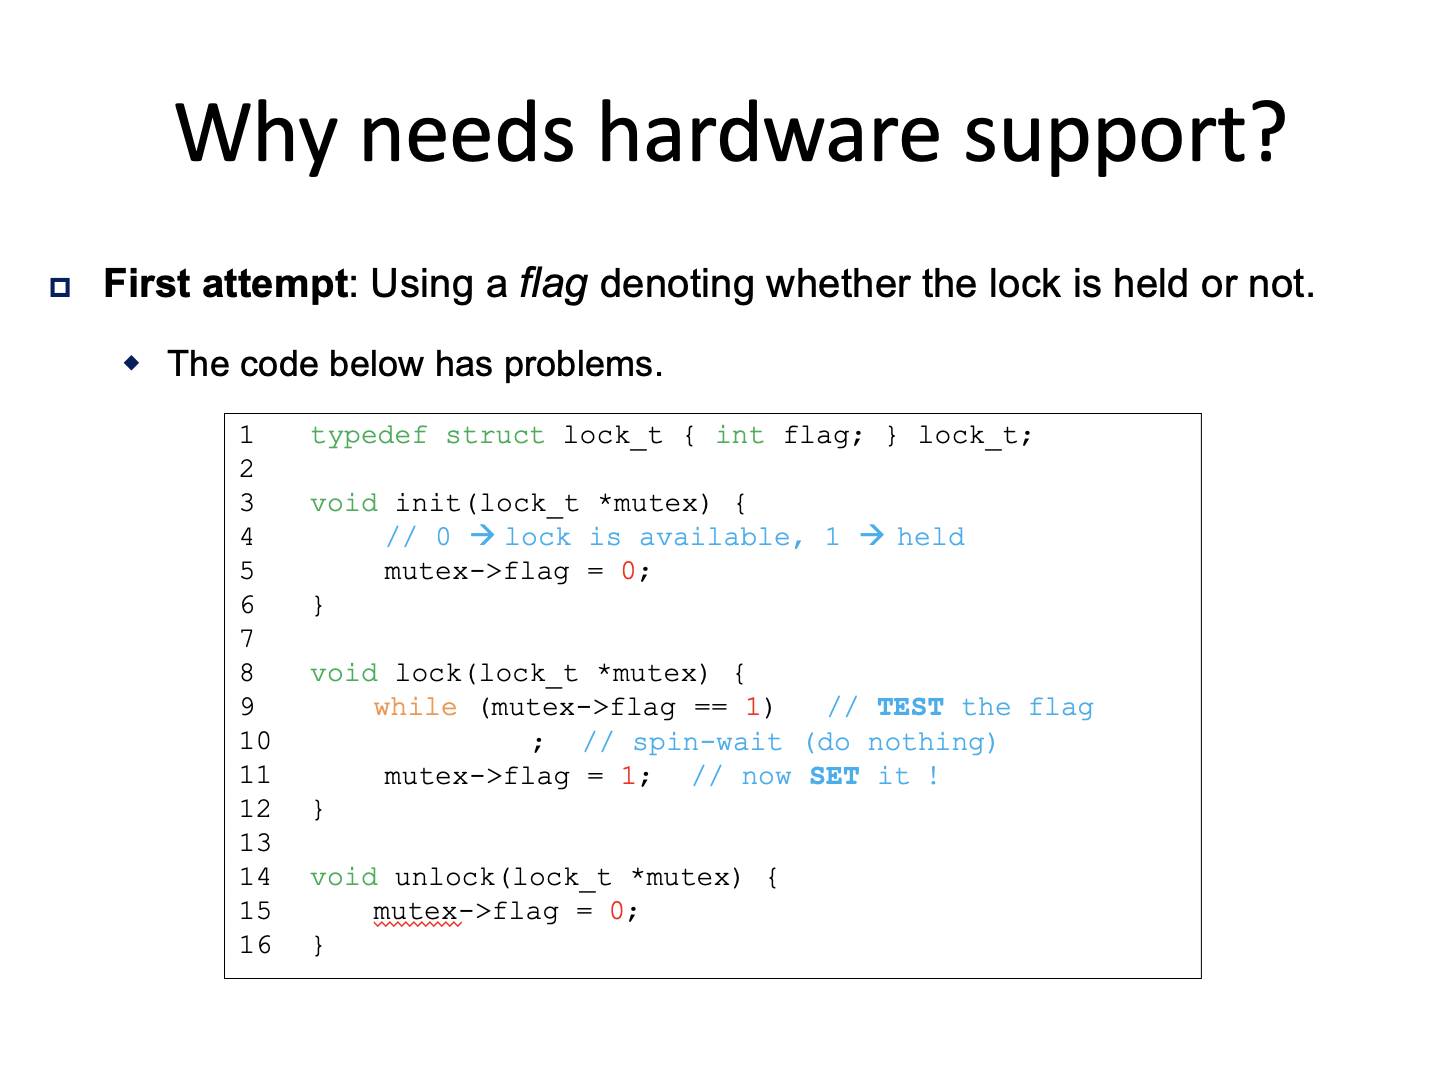 Why needs hardware support?
First attempt: Using a flag denoting whether the lock is held or not.
The code below has problems.
1 typedef struct lock_t { int flag; } lock_t;
2
3 void init(lock_t *mutex) {
4 // 0 → lock is available, 1 → held
5 mutex->flag = 0;
6 }
7
8 void lock(lock_t *mutex) {
9 while (mutex->flag == 1) // TEST the flag
10 ; // spin-wait (do nothing)
11 mutex->flag = 1; // now SET it !
12 }
13
14 void unlock(lock_t *mutex) {
15 mutex->flag = 0;
16 }